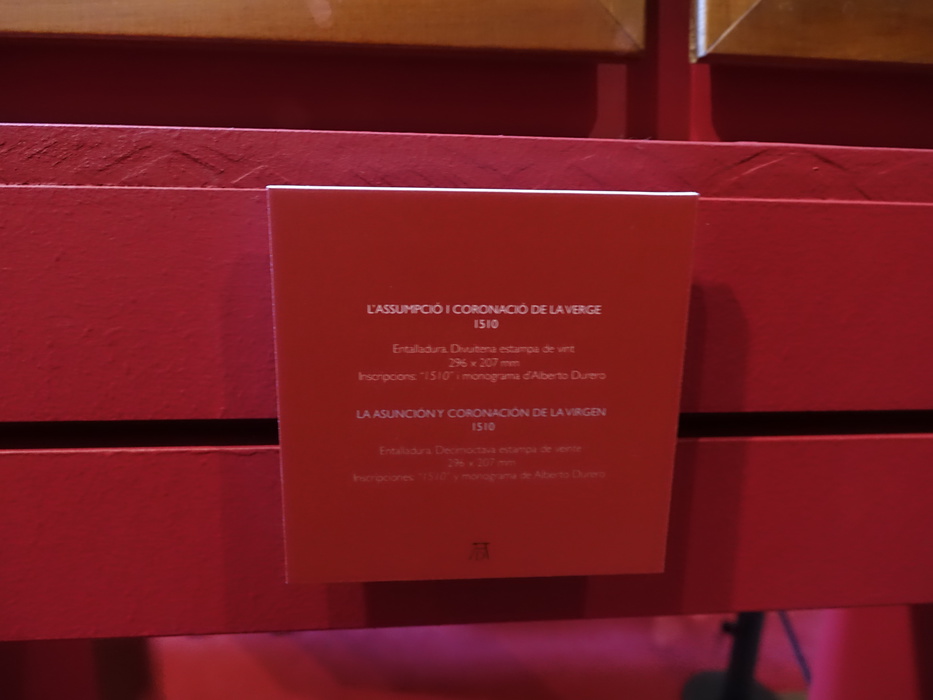 L'ASSUMPCIÓ I CORONACIÓ DE LA VERGE
1510
Entalladura. Divuitena estampa de vint
296 x 207 mm
Inscripcions: "1510" i monograma d'Alberto Durero
LA ASUNCIÓN Y CORONACIÓN DE LA VIRGEN
1510
Entalladura. Decimoctava estampa de veinte
296 x 207 mm
Inscripciones: "1510" y monograma de Alberto Durero